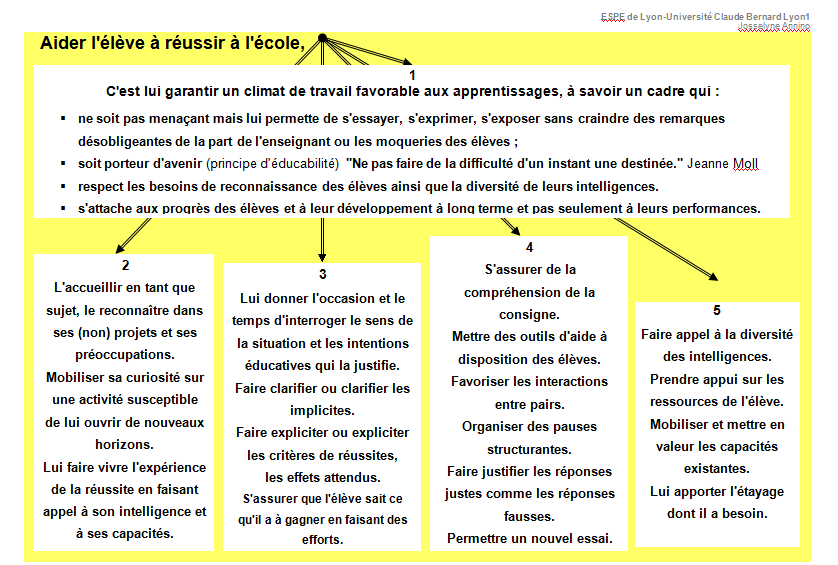 ESPE de Lyon-Université Claude Bernard Lyon1
Josselyne Annino
Aider l'élève à réussir à l'école,
1
C'est lui garantir un climat de travail favorable aux apprentissages, à savoir un cadre qui :
▪ ne soit pas menaçant mais lui permete de s'essayer, s'exprimer, s'exposer sans craindre des remarques
désobligeantes de la part de l'enseignant ou les moqueries des élèves ;
▪ soit porteur d'avenir (principe d'éducabilité) "Ne pas faire de la difficulté d'un instant une destinée." Jeanne Moll
▪ respect les besoins de reconnaissance des élèves ainsi que la diversité de leurs intelligences.
▪ s'attache aux progrès des élèves et à leur développement à long terme et pas seulement à leurs performances.
2
L'accueillir en tant que
sujet, le reconnaître dans
ses (non) projets et ses
préoccupations.
Mobiliser sa curiosité sur
une activité susceptible
de lui ouvrir de nouveaux
horizons.
Lui faire vivre l'expérience
de la réussite en faisant
appel à son intelligence et
à ses capacités.
3
Lui donner l'occasion et le
temps d'interroger le sens de
la situation et les intentions
éducatives qui la justifie.
Faire clarifier ou clarifier les
implicites.
Faire expliciter ou expliciter
les critères de réussites,
les effets attendus.
S'assurer que l'élève sait ce
qu'il a à gagner en faisant des
efforts.
4
S'assurer de la
compréhension de la
consigne.
Mettre des outils d'aide à
disposition des élèves.
Favoriser les interactions
entre pairs.
Organiser des pauses
structurantes.
Faire justifier les réponses
justes comme les réponses
fausses.
Permettre un nouvel essai.
5
Faire appel à la diversité
des intelligences.
Prendre appui sur les
ressources de l'élève.
Mobiliser et mettre en
valeur les capacités
existantes.
Lui apporter l'étayage
dont il a besoin.